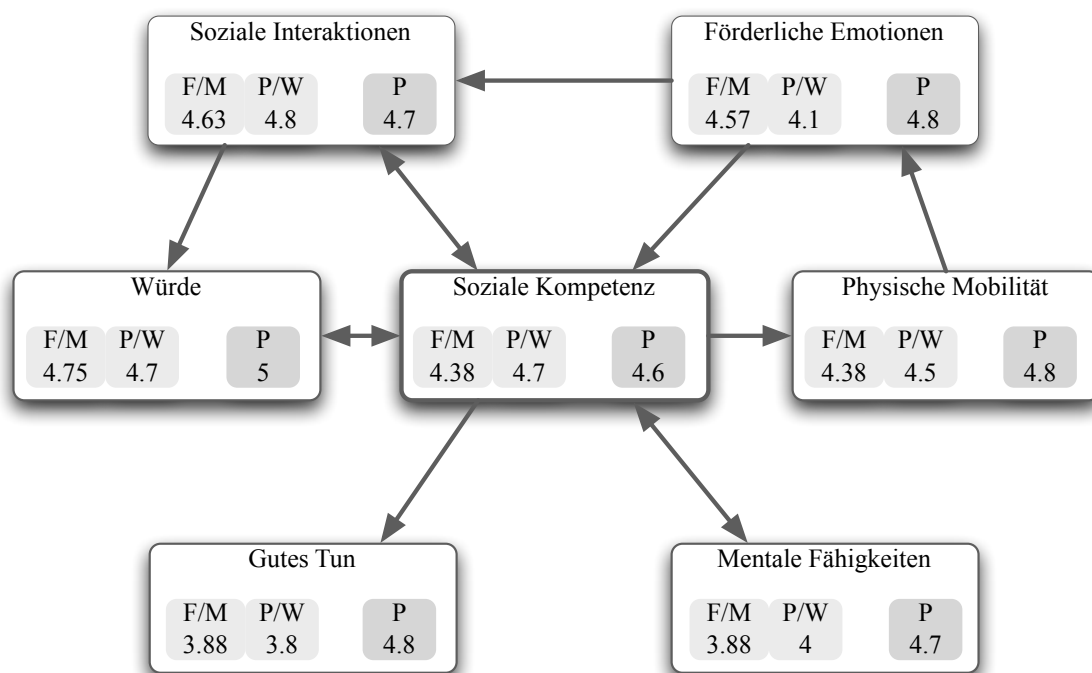 Soziale Interaktionen
F/M P/W P
4.63 4.8 4.7
Förderliche Emotionen
F/M P/W P
4.57 4.1 4.8
Würde
F/M P/W P
4.75 4.7 5
Soziale Kompetenz
F/M P/W P
4.38 4.7 4.6
Physische Mobilität
F/M P/W P
4.38 4.5 4.8
Gutes Tun
F/M P/W P
3.88 3.8 4.8
Mentale Fähigkeiten
F/M P/W P
3.88 4 4.7